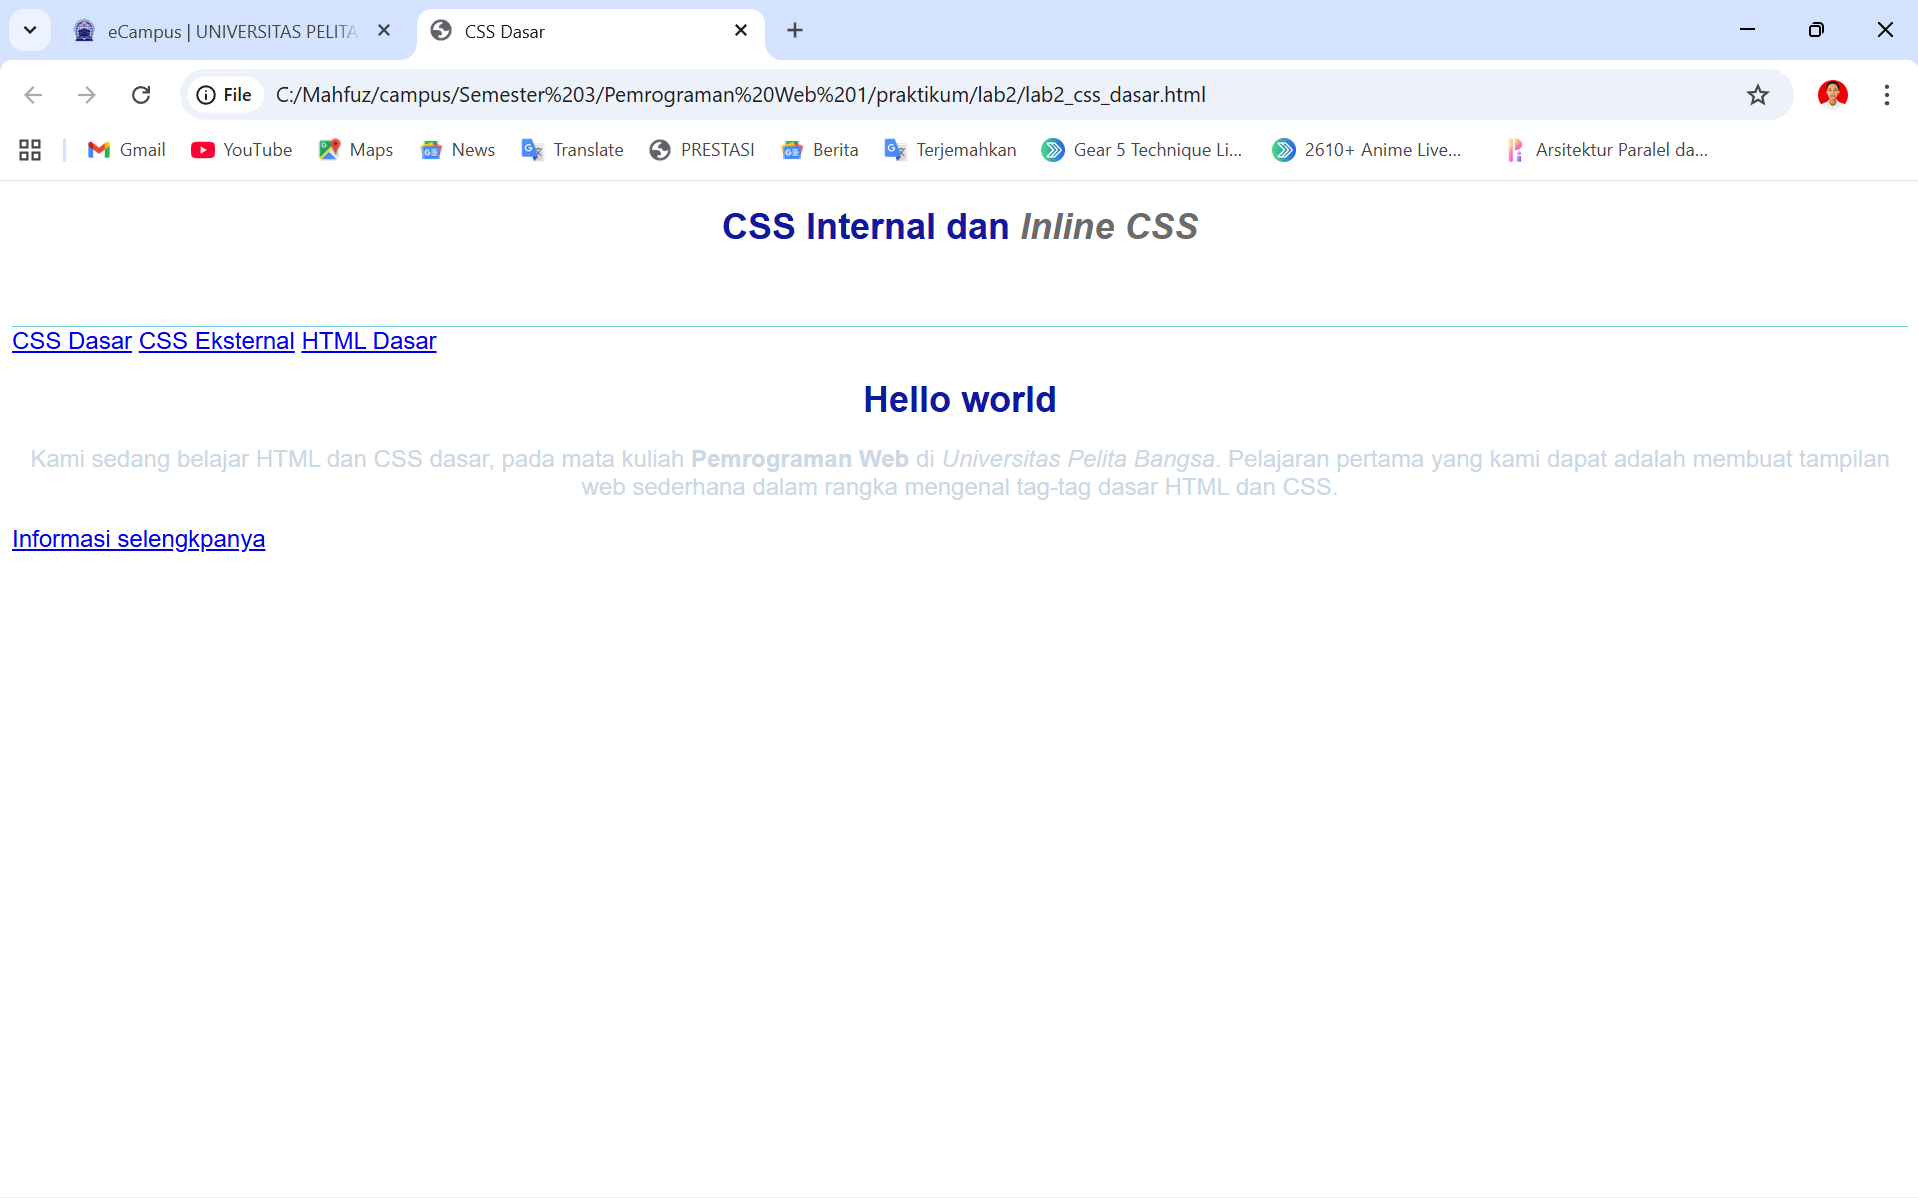 eCampus | UNIVERSITAS PELITA
CSS Dasar
File
C:/Mahfuz/campus/Semester%203/Pemrograman%20Web%201/praktikum/lab2/lab2_css_dasar.html
Gmail YouTube Maps News Translate PRESTASI Berita Terjemahkan Gear 5 Technique Li... 2610+ Anime Live... Arsitektur Paralel da...
CSS Internal dan Inline CSS
CSS Dasar CSS Eksternal HTML Dasar
Hello world
Kami sedang belajar HTML dan CSS dasar, pada mata kuliah Pemrograman Web di Universitas Pelita Bangsa. Pelajaran pertama yang kami dapat adalah membuat tampilan
web sederhana dalam rangka mengenal tag-tag dasar HTML dan CSS.
Informasi selengkpanya